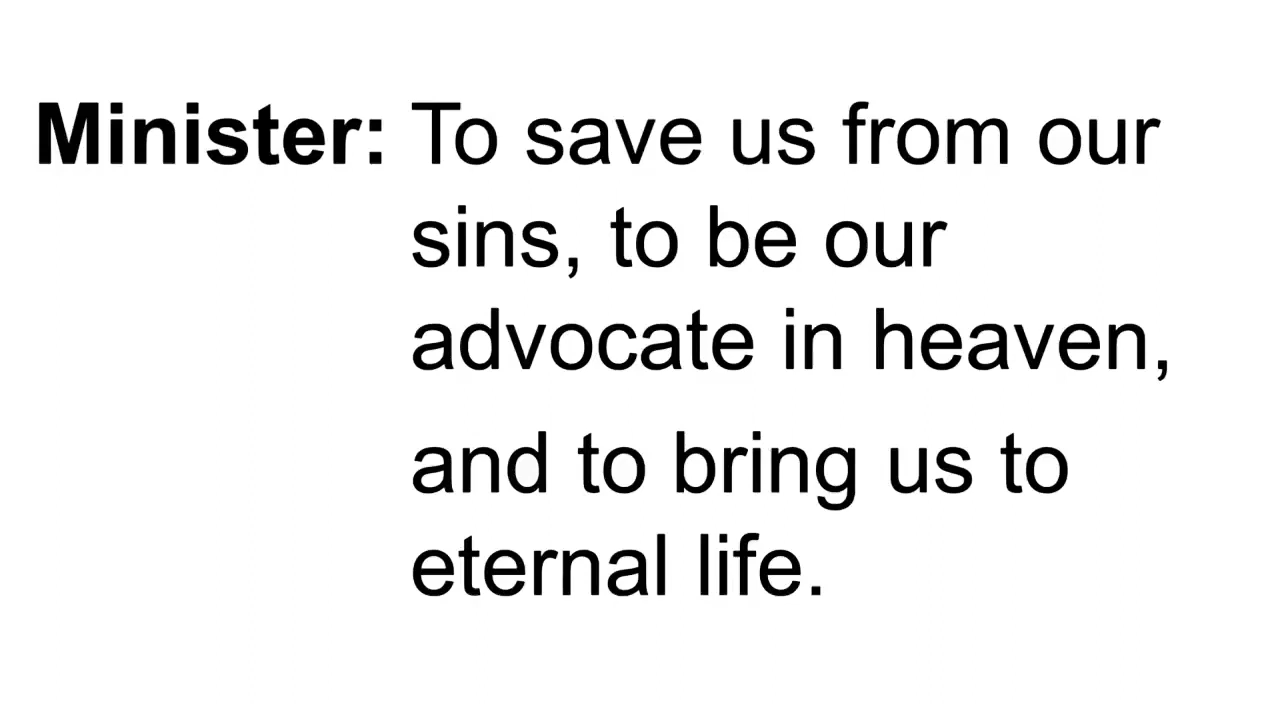 Minister: To save us from our
sins, to be our
advocate in heaven,
and to bring us to
eternal life.